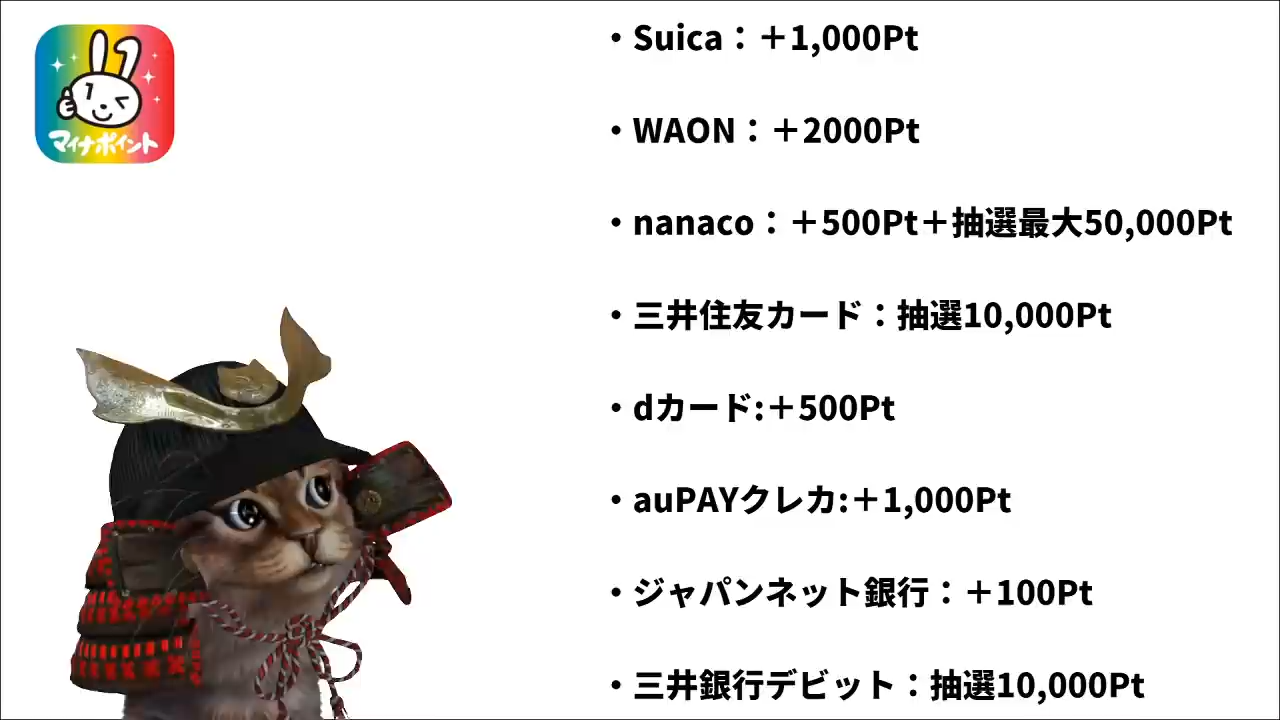 マイナポイント
・Suica：＋1,000Pt
・WAON：＋2000Pt
・nanaco：＋500Pt＋抽選最大50,000Pt
・三井住友カード：抽選10,000Pt
・dカード:＋500Pt
・auPAYクレカ:＋1,000Pt
・ジャパンネット銀行：＋100Pt
・三井銀行デビット：抽選10,000Pt